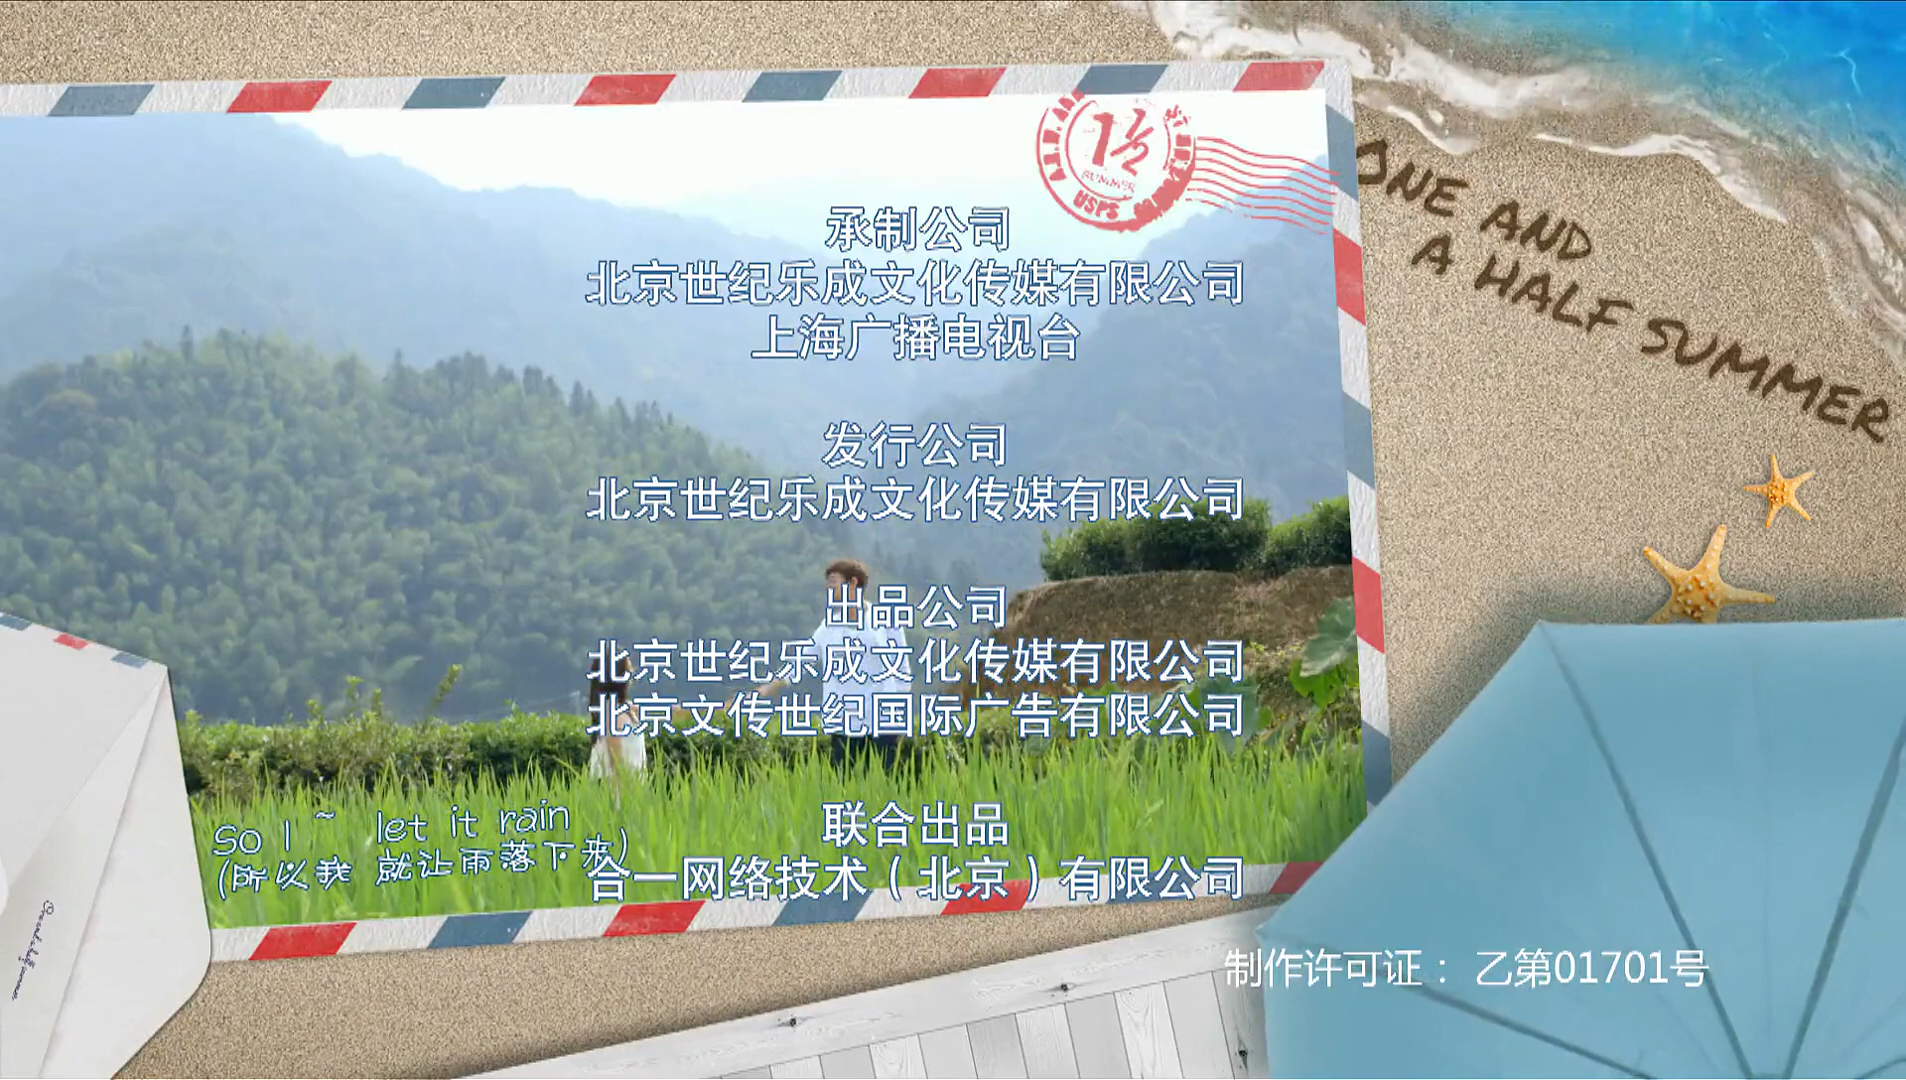 1½
SUMMER
USPS
ONE AND
A HALF SUMMER
承制公司
北京世纪乐成文化传媒有限公司
上海广播电视台
发行公司
北京世纪乐成文化传媒有限公司
出品公司
北京世纪乐成文化传媒有限公司
北京文传世纪国际广告有限公司
联合出品
合一网络技术（北京）有限公司
So I ~ let it rain
(所以我 就让雨落下来)
制作许可证： 乙第01701号